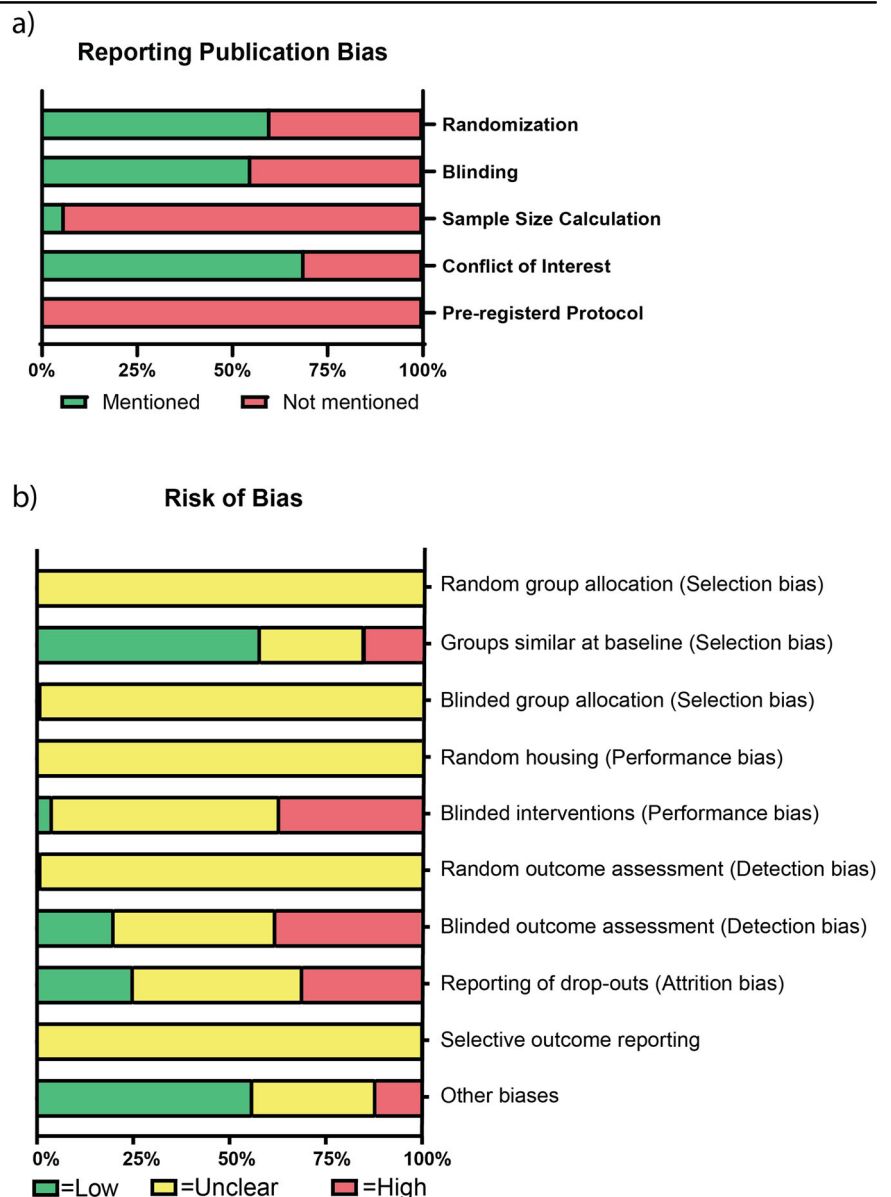 a)
Reporting Publication Bias
Randomization
Blinding
Sample Size Calculation
Conflict of Interest
Pre-registerd Protocol
0% 25% 50% 75% 100%
Mentioned Not mentioned
b)
Risk of Bias
Random group allocation (Selection bias)
Groups similar at baseline (Selection bias)
Blinded group allocation (Selection bias)
Random housing (Performance bias)
Blinded interventions (Performance bias)
Random outcome assessment (Detection bias)
Blinded outcome assessment (Detection bias)
Reporting of drop-outs (Attrition bias)
Selective outcome reporting
Other biases
0% 25% 50% 75% 100%
=Low =Unclear =High